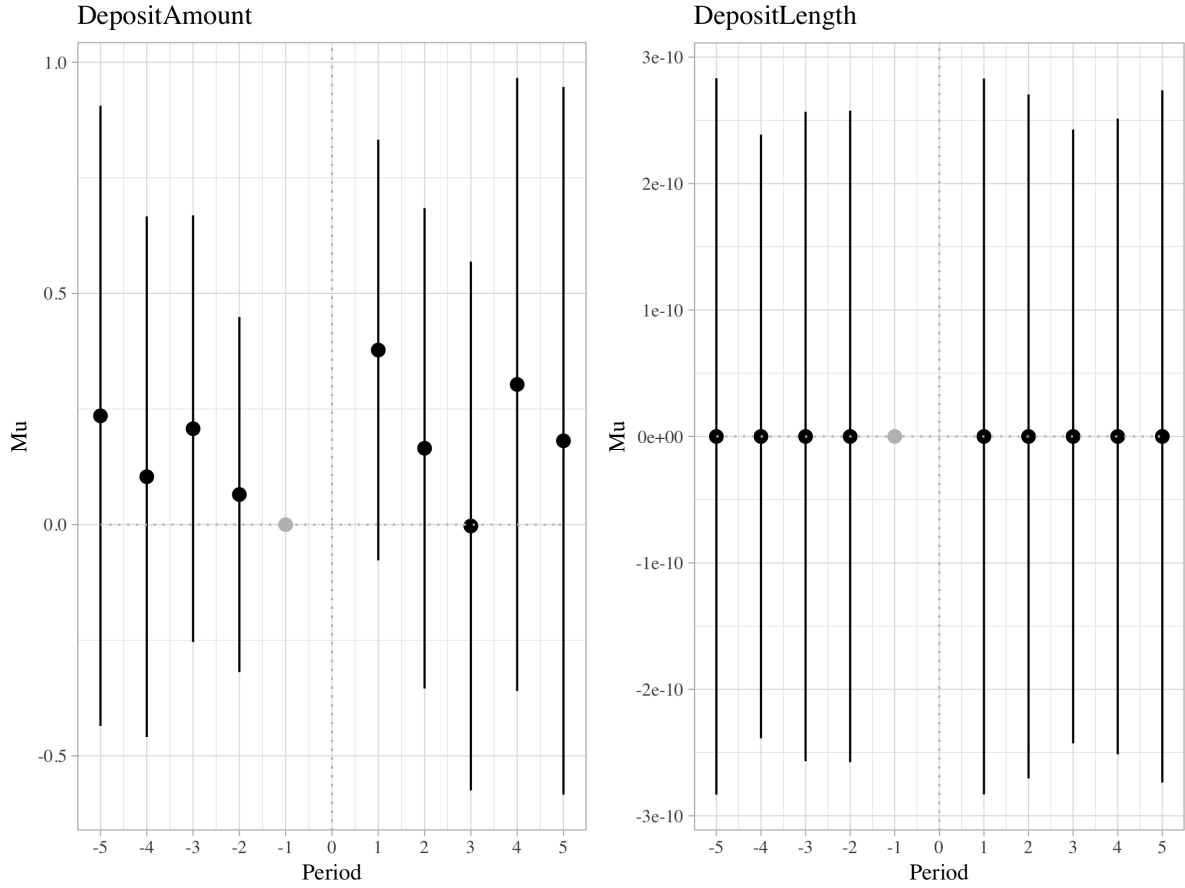 DepositAmount
1.0
0.5
0.0
-0.5
Mu
-5 -4 -3 -2 -1 0 1 2 3 4 5
Period
DepositLength
3e-10
2e-10
1e-10
0e+00
-1e-10
-2e-10
-3e-10
Mu
-5 -4 -3 -2 -1 0 1 2 3 4 5
Period